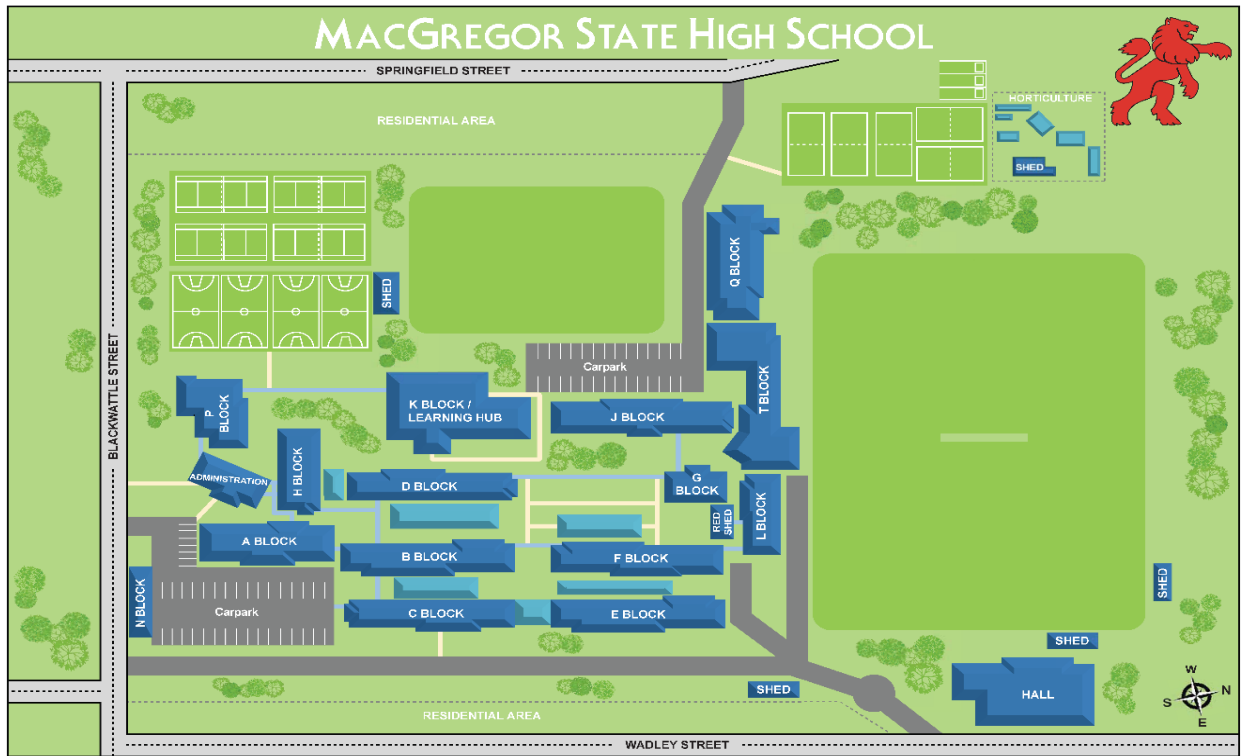 MACGREGOR STATE HIGH SCHOOL
SPRINGFIELD STREET
RESIDENTIAL AREA
HORTICULTURE
SHED
Q BLOCK
SHED
BLACKWATTLE STREET
Carpark
T BLOCK
P
BLOCK
K BLOCK /
LEARNING HUB
J BLOCK
ADMINISTRATION
H BLOCK
D BLOCK
G
BLOCK
RED
SHED
L BLOCK
A BLOCK
B BLOCK
F BLOCK
N BLOCK
Carpark
C BLOCK
E BLOCK
SHED
SHED
SHED
HALL
W
S
N
E
RESIDENTIAL AREA
WADLEY STREET